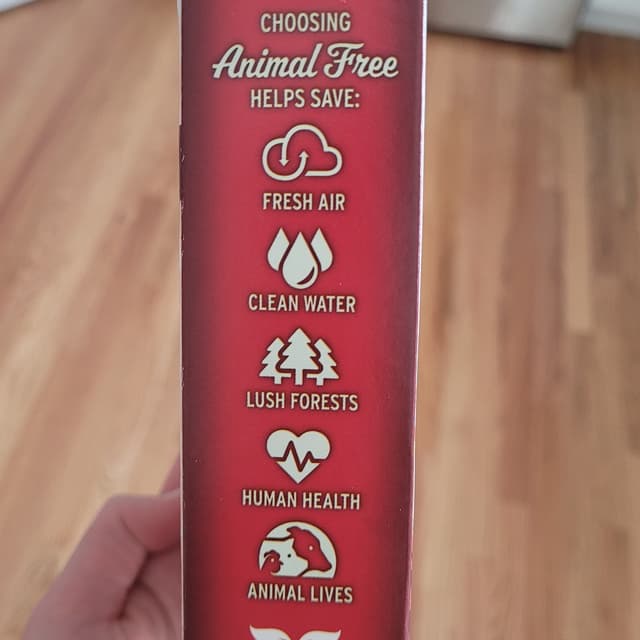 CHOOSING
Animal Free
HELPS SAVE:
FRESH AIR
CLEAN WATER
LUSH FORESTS
HUMAN HEALTH
ANIMAL LIVES